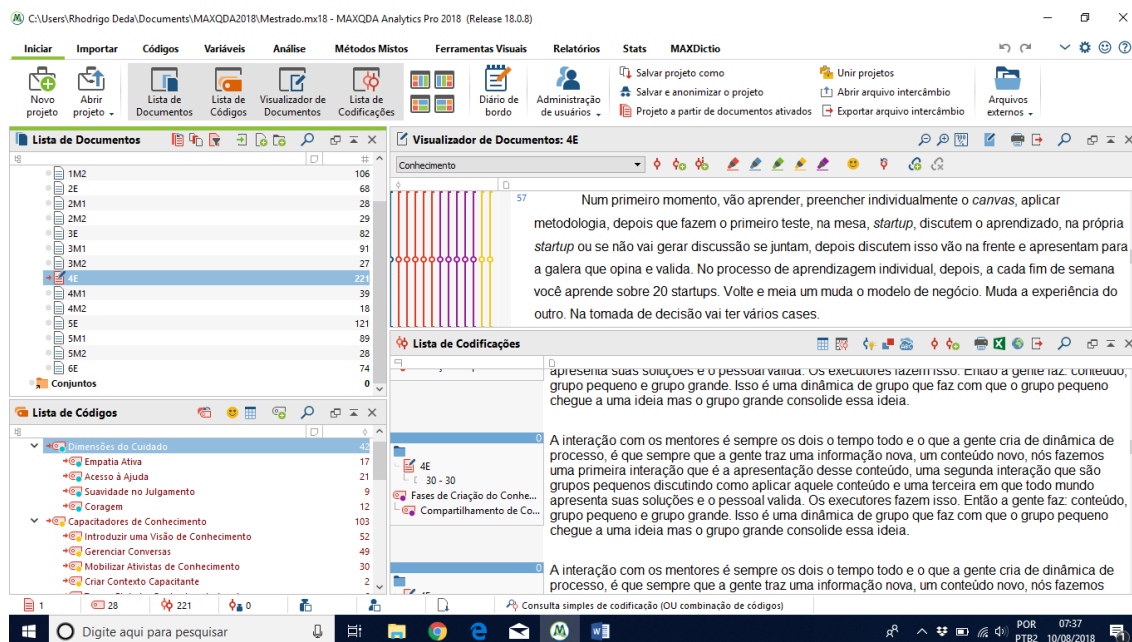 C:\Users\Rhodrigo Deda\Documents\MAXQDA2018\Mestrado.mx18 - MAXQDA Analytics Pro 2018 (Release 18.0.8)
Iniciar Importar Códigos Variáveis Análise Métodos Mistos Ferramentas Visuais Relatórios Stats MAXDictio
Novo projeto
Abrir projeto
Lista de Documentos
Lista de Códigos
Visualizador de Documentos
Lista de Codificações
Diário de bordo
Administração de usuários
Salvar projeto como
Salvar e anonimizar o projeto
Projeto a partir de documentos ativados
Unir projetos
Abrir arquivo intercâmbio
Exportar arquivo intercâmbio
Arquivos externos
Lista de Documentos
#
1M2 106
2E 68
2M1 28
2M2 29
3E 82
3M1 91
3M2 27
4E 221
4M1 39
4M2 18
5E 121
5M1 89
5M2 28
6E 74
Conjuntos 0
Lista de Códigos
Dimensões do Cuidado 42
Empatia Ativa 17
Acesso à Ajuda 21
Suavidade no Julgamento 9
Coragem 12
Capacitadores de Conhecimento 103
Introduzir uma Visão de Conhecimento 52
Gerenciar Conversas 49
Mobilizar Ativistas de Conhecimento 30
Criar Contexto Capacitante 2
Visualizador de Documentos: 4E
Conhecimento
57
Num primeiro momento, vão aprender, preencher individualmente o canvas, aplicar
metodologia, depois que fazem o primeiro teste, na mesa, startup, discutem o aprendizado, na própria
startup ou se não vai gerar discussão se juntam, depois discutem isso vão na frente e apresentam para
a galera que opina e valida. No processo de aprendizagem individual, depois, a cada fim de semana
você aprende sobre 20 startups. Volte e meia um muda o modelo de negócio. Muda a experiência do
outro. Na tomada de decisão vai ter vários cases.
Lista de Codificações
apresenta suas soluções e o pessoal valida. Os executores fazem isso. Então a gente faz: conteúdo,
grupo pequeno e grupo grande. Isso é uma dinâmica de grupo que faz com que o grupo pequeno
chegue a uma ideia mas o grupo grande consolide essa ideia.
0
4E
30 - 30
Fases de Criação do Conhe...
Compartilhamento de Co...
A interação com os mentores é sempre os dois o tempo todo e o que a gente cria de dinâmica de
processo, é que sempre que a gente traz uma informação nova, um conteúdo novo, nós fazemos
uma primeira interação que é a apresentação desse conteúdo, uma segunda interação que são
grupos pequenos discutindo como aplicar aquele conteúdo e uma terceira em que todo mundo
apresenta suas soluções e o pessoal valida. Os executores fazem isso. Então a gente faz: conteúdo,
grupo pequeno e grupo grande. Isso é uma dinâmica de grupo que faz com que o grupo pequeno
chegue a uma ideia mas o grupo grande consolide essa ideia.
0
A interação com os mentores é sempre os dois o tempo todo e o que a gente cria de dinâmica de
processo, é que sempre que a gente traz uma informação nova, um conteúdo novo, nós fazemos
1 28 221 0
Consulta simples de codificação (OU combinação de códigos)
Digite aqui para pesquisar
POR
PTB2
07:37
10/08/2018